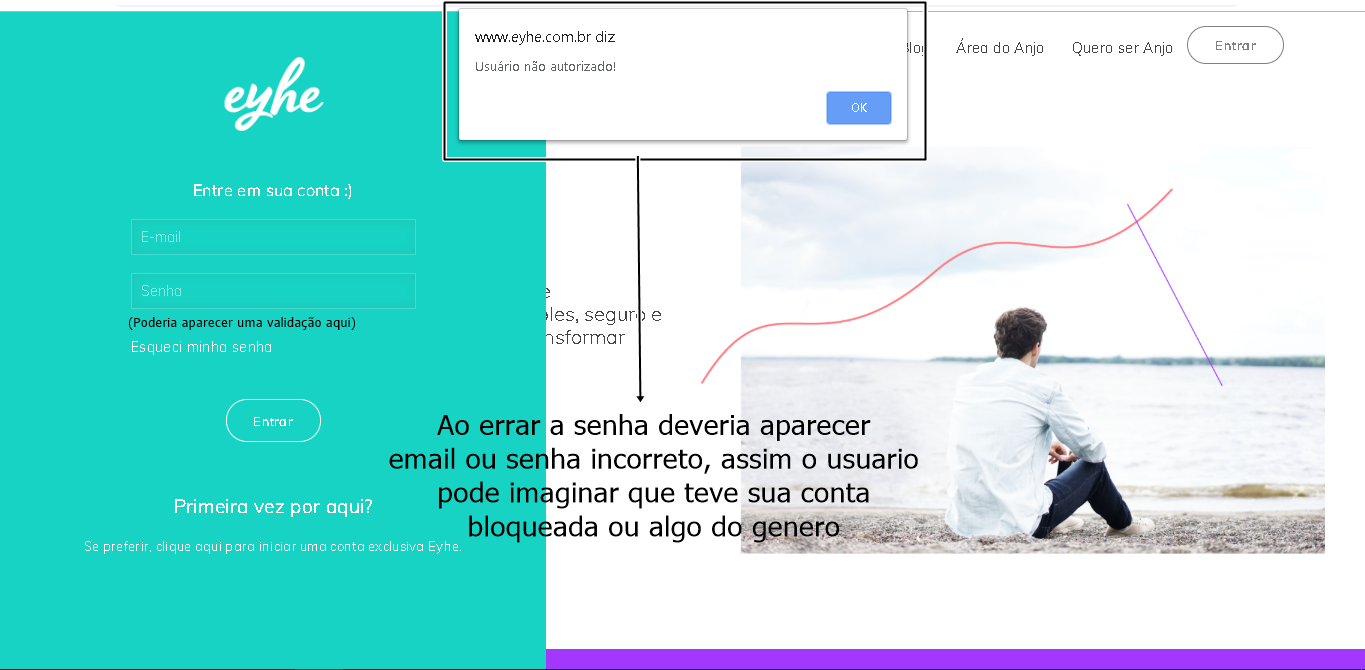 www.eyhe.com.br diz
Usuário não autorizado!
OK
Blog Área do Anjo Quero ser Anjo Entrar
eyhe
Entre em sua conta :)
E-mail
Senha
(Poderia aparecer uma validação aqui)
Esqueci minha senha
Entrar
Primeira vez por aqui?
Se preferir, clique aqui para iniciar uma conta exclusiva Eyhe.
e
seguro e
Ao errar a senha deveria aparecer
email ou senha incorreto, assim o usuario
pode imaginar que teve sua conta
bloqueada ou algo do genero